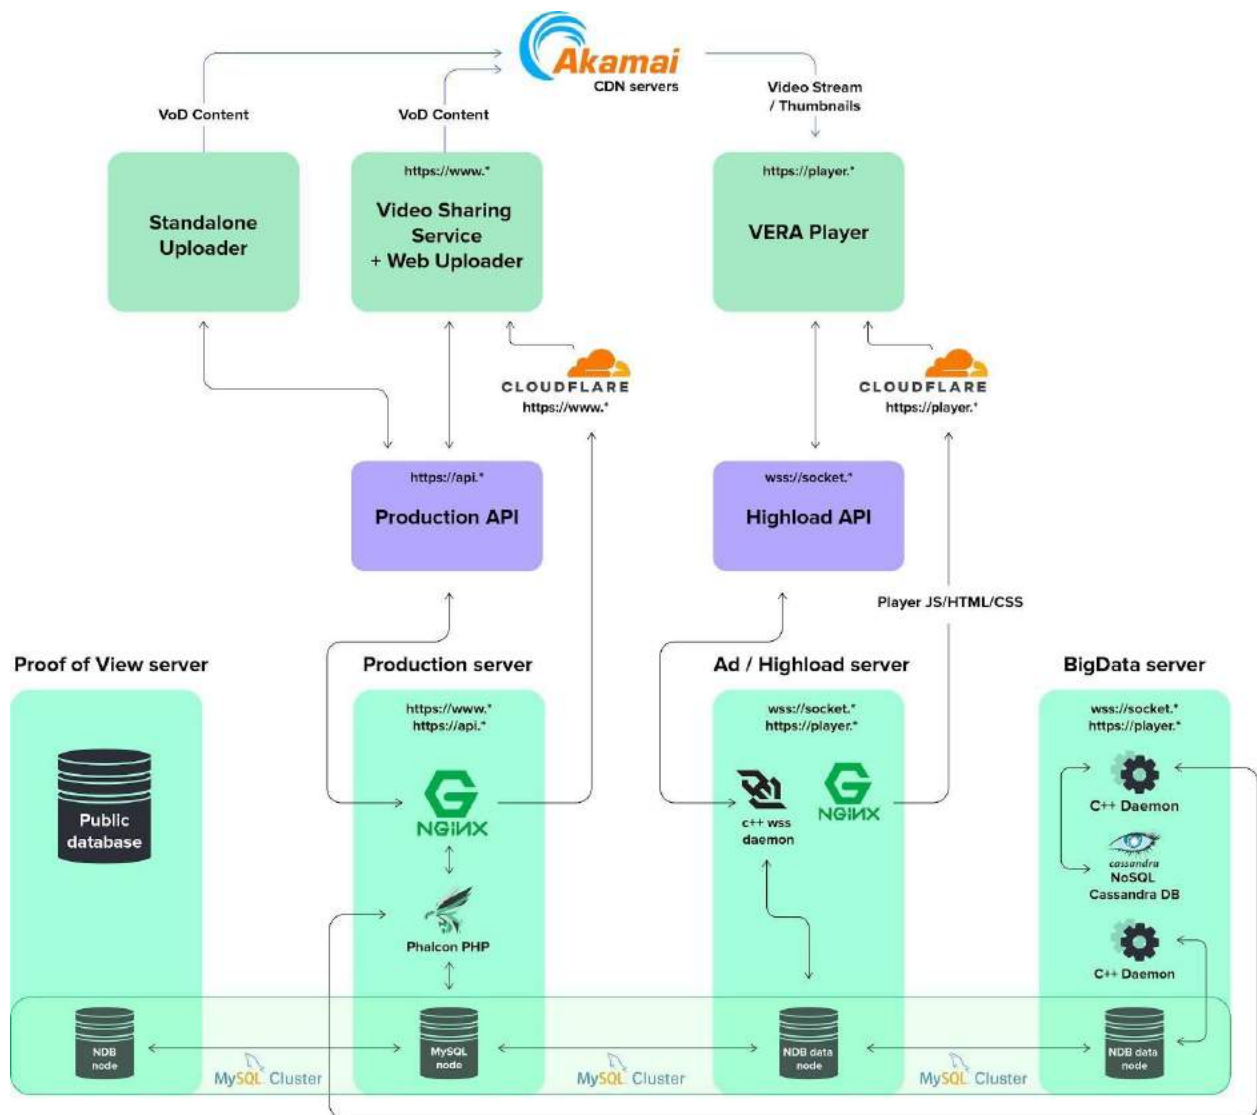 Akamai
CDN servers
VoD Content
VoD Content
Video Stream
/ Thumbnails
Standalone
Uploader
https://www.*
Video Sharing
Service
+ Web Uploader
https://player.*
VERA Player
CLOUDFLARE
https://www.*
CLOUDFLARE
https://player.*
https://api.*
Production API
wss://socket.*
Highload API
Player JS/HTML/CSS
Proof of View server
Production server
Ad / Highload server
BigData server
https://www.*
https://api.*
wss://socket.*
https://player.*
wss://socket.*
https://player.*
Public
database
G
NGINX
c++ wss
daemon
G
NGINX
C++ Daemon
cassandra
NoSQL
Cassandra DB
Phalcon PHP
C++ Daemon
NDB
node
MySQL Cluster
MySQL
node
MySQL Cluster
NDB data
node
MySQL Cluster
NDB data
node